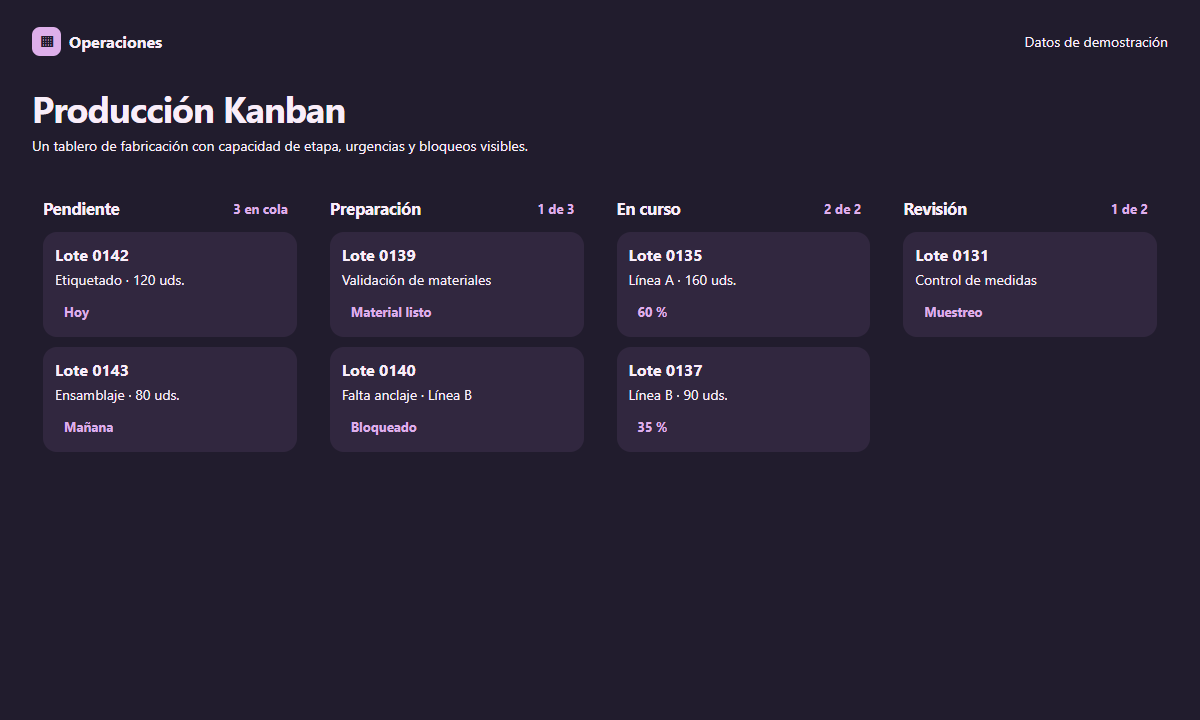 Operaciones
Datos de demostración
Producción Kanban
Un tablero de fabricación con capacidad de etapa, urgencias y bloqueos visibles.
Pendiente
3 en cola
Lote 0142
Etiquetado · 120 uds.
Hoy
Lote 0143
Ensamblaje · 80 uds.
Mañana
Preparación
1 de 3
Lote 0139
Validación de materiales
Material listo
Lote 0140
Falta anclaje · Línea B
Bloqueado
En curso
2 de 2
Lote 0135
Línea A · 160 uds.
60 %
Lote 0137
Línea B · 90 uds.
35 %
Revisión
1 de 2
Lote 0131
Control de medidas
Muestreo